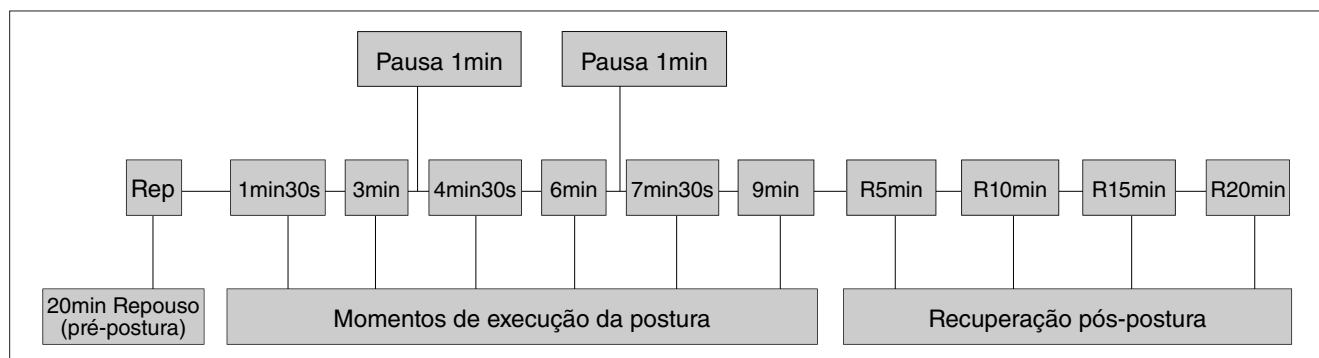 Pausa 1min
Pausa 1min
Rep
1min30s
3min
4min30s
6min
7min30s
9min
R5min
R10min
R15min
R20min
20min Repouso
(pré-postura)
Momentos de execução da postura
Recuperação pós-postura